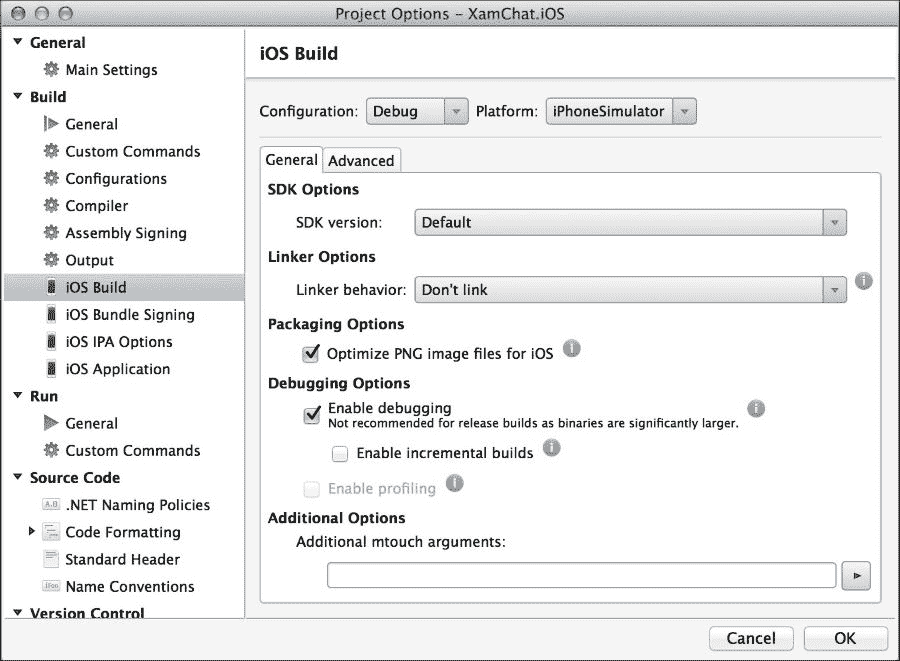 Project Options – XamChat.iOS
General
Main Settings
Build
General
Custom Commands
Configurations
Compiler
Assembly Signing
Output
iOS Build
iOS Bundle Signing
iOS IPA Options
iOS Application
Run
General
Custom Commands
Source Code
.NET Naming Policies
Code Formatting
Standard Header
Name Conventions
Version Control
iOS Build
Configuration: Debug Platform: iPhoneSimulator
General Advanced
SDK Options
SDK version: Default
Linker Options
Linker behavior: Don't link
Packaging Options
Optimize PNG image files for iOS
Debugging Options
Enable debugging
Not recommended for release builds as binaries are significantly larger.
Enable incremental builds
Enable profiling
Additional Options
Additional mtouch arguments:
Cancel OK